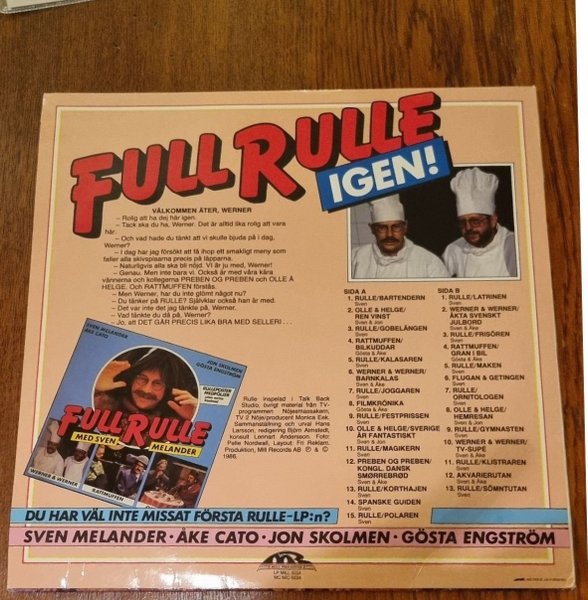 FULL RULLE
IGEN!
VÄLKOMMEN ÅTER, WERNER
– Rolig att ha dej här igen.
– Tack ska du ha, Werner. Det är alltid lika rolig att vara
här.
– Och vad hade du tänkt att vi skulle bjuda på i dag,
Werner?
– I dag har jag försökt att få ihop ett smakligt meny som
faller alla skivspisarna precis på läpparna.
– Naturligvis alla ska bli nöjd. VI är ju med, Werner!
– Genau. Men inte bara vi. Också är med våra kära
vännerna och kollegerna PREBEN OG PREBEN och OLLE &
HELGE. Och RATTMUFFEN förstås.
– Men Werner, har du inte glömt något nu?
– Du tänker på RULLE? Självklar också han är med.
– Det var inte det jag tänkte på, Werner.
– Vad tänkte du då på, Werner?
– Jo, att DET GÅR PRECIS LIKA BRA MED SELLERI . . .
SIDA A
1. RULLE/BARTENDERN
Sven
2. OLLE & HELGE/
REN VINST
Sven & Jon
3. RULLE/GOBELÄNGEN
Sven
4. RATTMUFFEN/
BILKUDDAR
Gösta & Åke
5. RULLE/KALASAREN
Sven
6. WERNER & WERNER/
BARNKALAS
Sven & Åke
7. RULLE/JOGGAREN
Sven
8. FILMKRÖNIKA
Gösta & Åke
9. RULLE/FESTPRISSEN
Sven
10. OLLE & HELGE/SVERIGE
ÄR FANTASTISKT
Sven & Jon
11. RULLE/MAGIKERN
Sven
12. PREBEN OG PREBEN/
KONGL. DANSK
SMØRREBRØD
Sven & Åke
13. RULLE/KORTHAJEN
Sven
14. SPANSKE GUIDEN
Sven
15. RULLE/POLAREN
Sven
SIDA B
1. RULLE/LATRINEN
Sven
2. WERNER & WERNER/
ÄKTA SVENSKT
JULBORD
Sven & Åke
3. RULLE/FRISÖREN
Sven
4. RATTMUFFEN/
GRAN I BIL
Gösta & Åke
5. RULLE/MAKEN
Sven
6. FLUGAN & GETINGEN
Sven & Åke
7. RULLE/
ORNITOLOGEN
Sven
8. OLLE & HELGE/
HEMRESAN
Sven & Jon
9. RULLE/GYMNASTEN
Sven
10. WERNER & WERNER/
TV-SUPÉ
Sven & Åke
11. RULLE/KLISTRAREN
Sven
12. AKVARIERUTAN
Sven & Åke
13. RULLE/SÖMNTUTAN
Sven
SVEN MELANDER
ÅKE CATO
JON SKOLMEN
GÖSTA ENGSTRÖM
FULL RULLE
MED SVEN MELANDER
WERNER & WERNER
RATTMUFFEN
Rulle inspelad i Talk Back
Studio, övrigt material från TV-
programmen Nöjesmassakern,
TV 2 Nöje/producent Monica Eek.
Sammanställning och urval Hans
Larsson, redigering Björn Almstedt,
konsult Lennart Andersson. Foto:
Palle Nordwall, Layout: Fri Reklam.
Produktion, Mill Records AB ℗ & ©
1986.
DU HAR VÄL INTE MISSAT FÖRSTA RULLE-LP:n?
SVEN MELANDER · ÅKE CATO · JON SKOLMEN · GÖSTA ENGSTRÖM